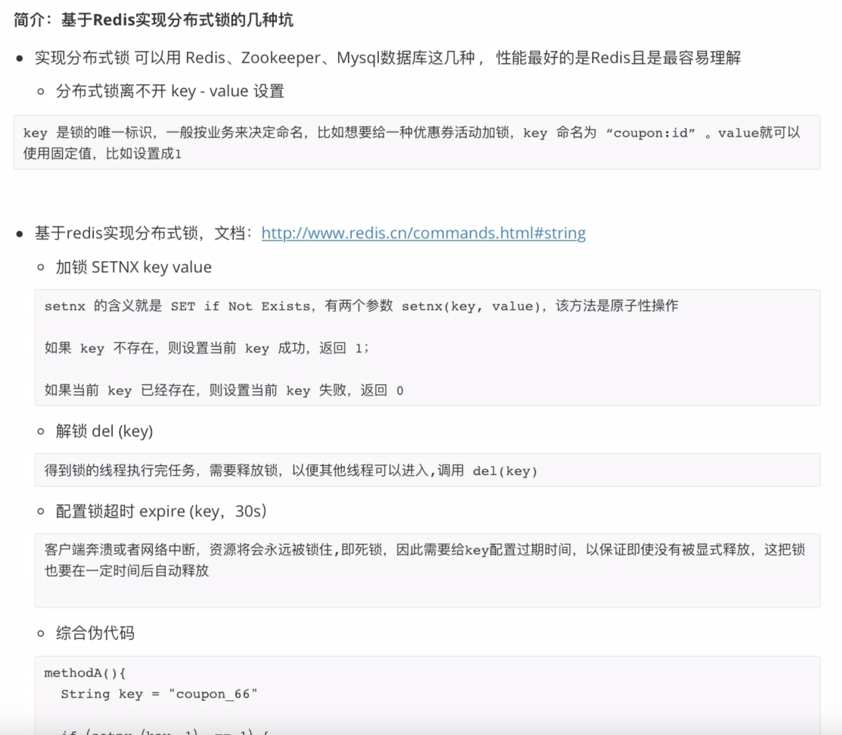 简介：基于Redis实现分布式锁的几种坑
实现分布式锁 可以用 Redis、Zookeeper、Mysql数据库这几种 ，性能最好的是Redis且是最容易理解
分布式锁离不开 key - value 设置
key 是锁的唯一标识，一般按业务来决定命名，比如想要给一种优惠券活动加锁，key 命名为 “coupon:id” 。value就可以
使用固定值，比如设置成1
基于redis实现分布式锁，文档：http://www.redis.cn/commands.html#string
加锁 SETNX key value
setnx 的含义就是 SET if Not Exists，有两个参数 setnx(key, value)，该方法是原子性操作
如果 key 不存在，则设置当前 key 成功，返回 1；
如果当前 key 已经存在，则设置当前 key 失败，返回 0
解锁 del (key)
得到锁的线程执行完任务，需要释放锁，以便其他线程可以进入,调用 del(key)
配置锁超时 expire (key，30s）
客户端奔溃或者网络中断，资源将会永远被锁住,即死锁，因此需要给key配置过期时间，以保证即使没有被显式释放，这把锁
也要在一定时间后自动释放
综合伪代码
methodA(){
String key = "coupon_66"